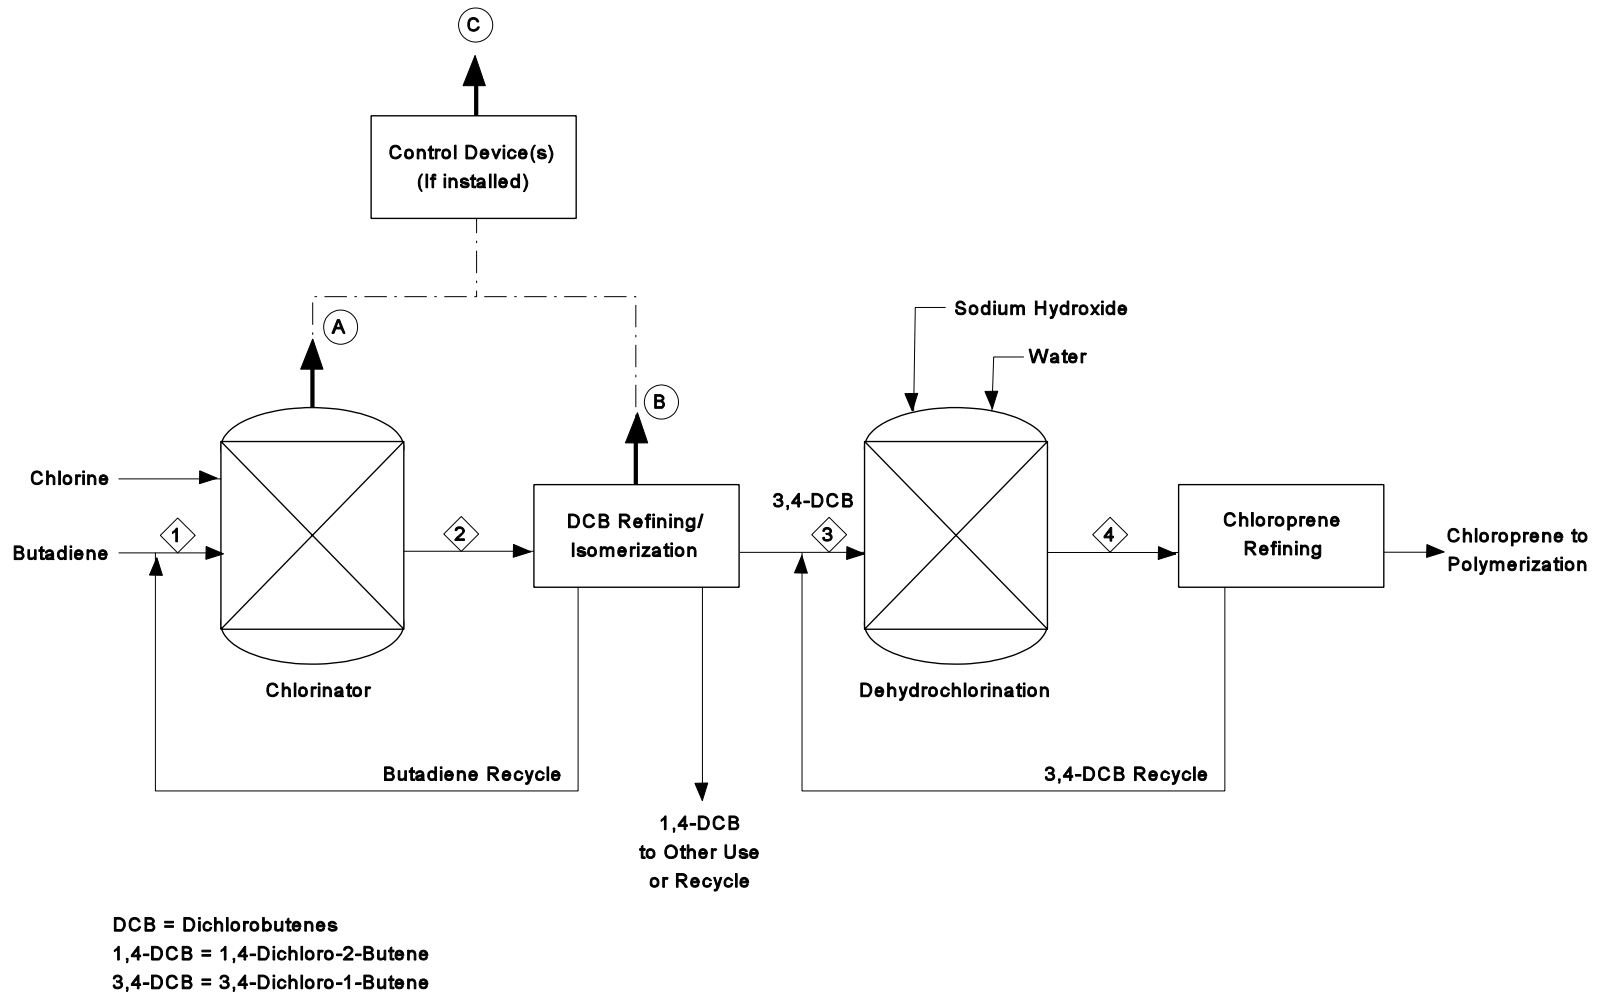 C
Control Device(s)
(If installed)
A
Sodium Hydroxide
Water
B
Chlorine
3,4-DCB
DCB Refining/
Isomerization
Chloroprene
Refining
1
2
3
4
Butadiene
Chloroprene to
Polymerization
Chlorinator
Dehydrochlorination
Butadiene Recycle
3,4-DCB Recycle
1,4-DCB
to Other Use
or Recycle
DCB = Dichlorobutenes
1,4-DCB = 1,4-Dichloro-2-Butene
3,4-DCB = 3,4-Dichloro-1-Butene